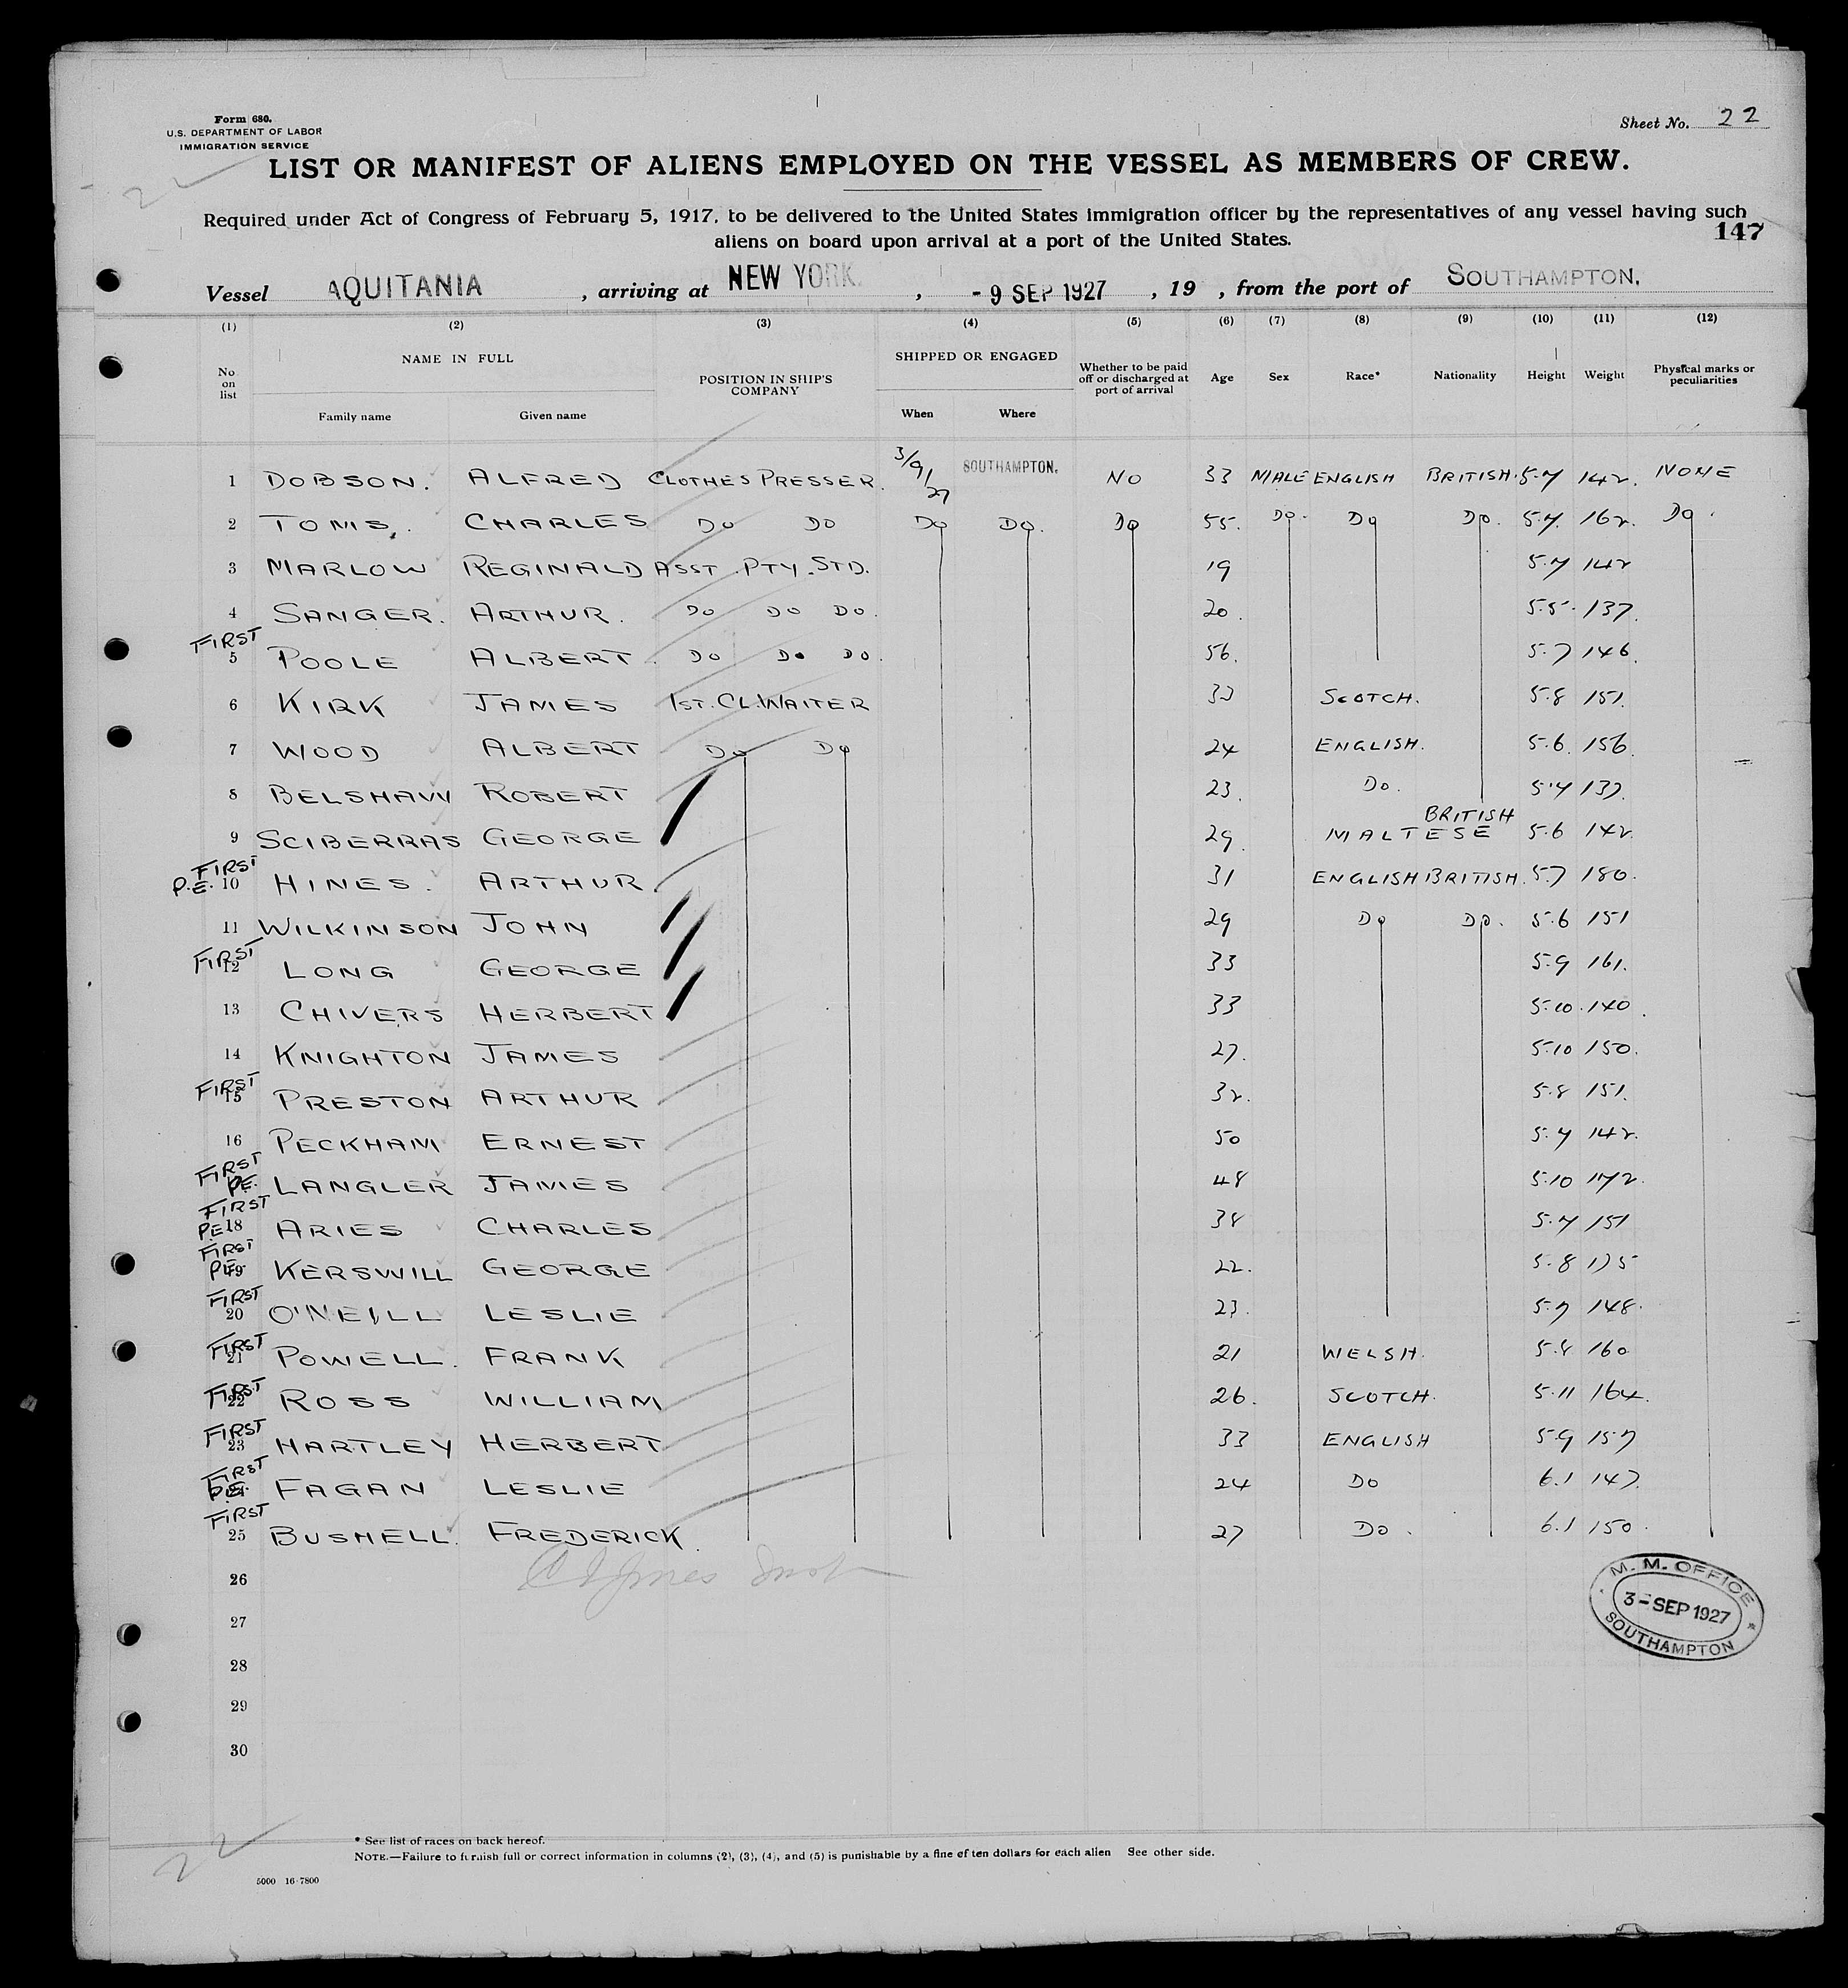 Form 680.
U.S. DEPARTMENT OF LABOR
IMMIGRATION SERVICE
Sheet No. 22
LIST OR MANIFEST OF ALIENS EMPLOYED ON THE VESSEL AS MEMBERS OF CREW.
Required under Act of Congress of February 5, 1917, to be delivered to the United States immigration officer by the representatives of any vessel having such
aliens on board upon arrival at a port of the United States.
147
Vessel AQUITANIA, arriving at NEW YORK, -9 SEP 1927, 19 , from the port of SOUTHAMPTON.
(1) (2) (3) (4) (5) (6) (7) (8) (9) (10) (11) (12)
No on list NAME IN FULL Family name Given name POSITION IN SHIP'S COMPANY SHIPPED OR ENGAGED When Where Whether to be paid off or discharged at port of arrival Age Sex Race* Nationality Height Weight Physical marks or peculiarities
1 DOBSON. ALFRED CLOTHES PRESSER. 3/9/27 SOUTHAMPTON. NO 33 MALE ENGLISH BRITISH. 5.7 142. NONE
2 TOMS. CHARLES DO DO DO DO. DO 55. DO. DO DO. 5.7. 162. DO.
3 MARLOW REGINALD ASST. PTY. STD. 19 5.7 142
4 SANGER. ARTHUR. DO DO DO. 20. 5.5. 137.
FIRST 5 POOLE ALBERT. DO DO DO. 56. 5.7 146.
6 KIRK JAMES 1ST. CL. WAITER SCOTCH. 5.8 151.
7 WOOD ALBERT DO DO 24 ENGLISH. 5.6. 156.
8 BELSHAW ROBERT 23. DO. 5.4 137.
9 SCIBERRAS GEORGE 29. MALTESE BRITISH 5.6 142.
FIRST P.E. 10 HINES. ARTHUR. 31 ENGLISH BRITISH. 5.7 180.
11 WILKINSON JOHN 29 DO DO. 5.6 151
FIRST 12 LONG GEORGE 33 5.9 161.
13 CHIVERS HERBERT 33 5.10. 140.
14 KNIGHTON JAMES 27. 5.10 150.
FIRST 15 PRESTON ARTHUR 32. 5.8 151.
16 PECKHAM ERNEST 50 5.7 142.
FIRST P.E. LANGLER JAMES 48 5.10 172.
FIRST P.E 18 ARIES CHARLES 38 5.7 151
FIRST P.E 19 KERSWILL GEORGE 22. 5.8 175
FIRST 20 O'NEILL LESLIE 23. 5.7 148.
FIRST 21 POWELL. FRANK 21 WELSH. 5.8 160
FIRST 22 ROSS WILLIAM 26. SCOTCH. 5.11 164.
FIRST 23 HARTLEY HERBERT 33 ENGLISH 5.9 157
FIRST P.E. FAGAN LESLIE 24 DO 6.1 147.
FIRST 25 BUSHELL. FREDERICK. 27 DO. 6.1 150.
26
27
28
29
30
M. M. OFFICE
3-SEP 1927
SOUTHAMPTON
22
* See list of races on back hereof.
NOTE.—Failure to furnish full or correct information in columns (2), (3), (4), and (5) is punishable by a fine of ten dollars for each alien See other side.
5000 16-7800